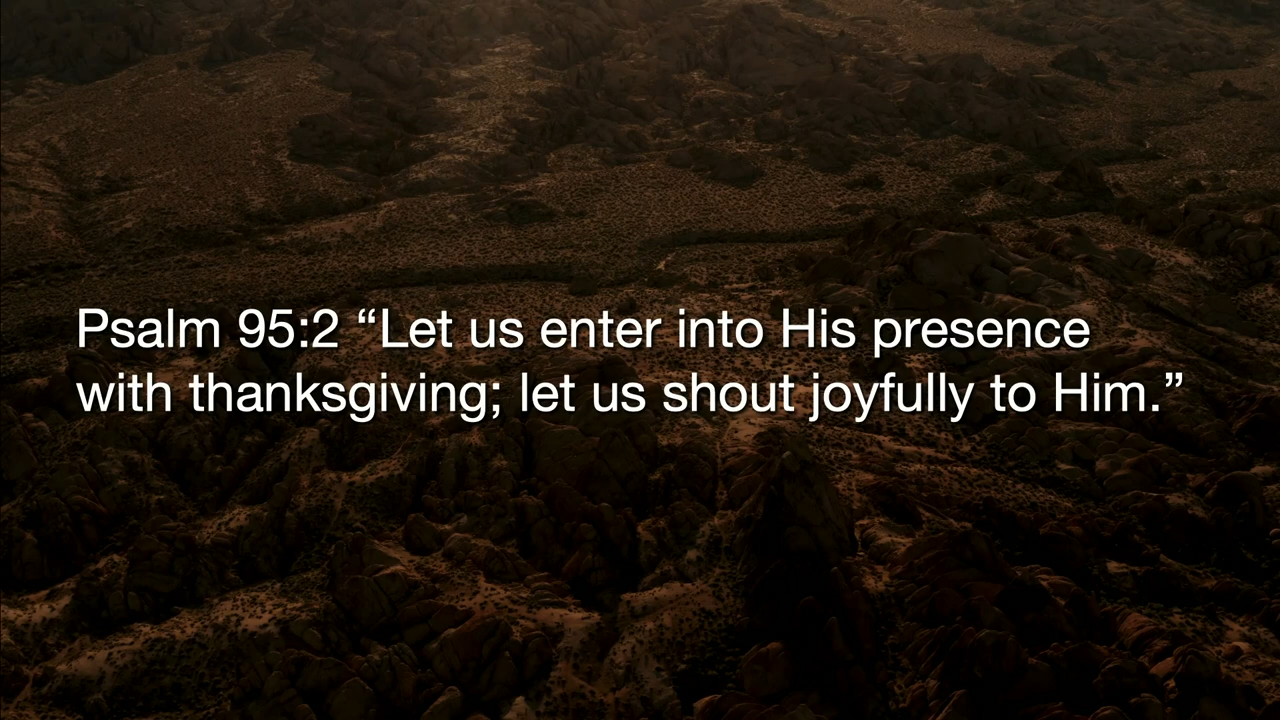 Psalm 95:2 “Let us enter into His presence
with thanksgiving; let us shout joyfully to Him.”